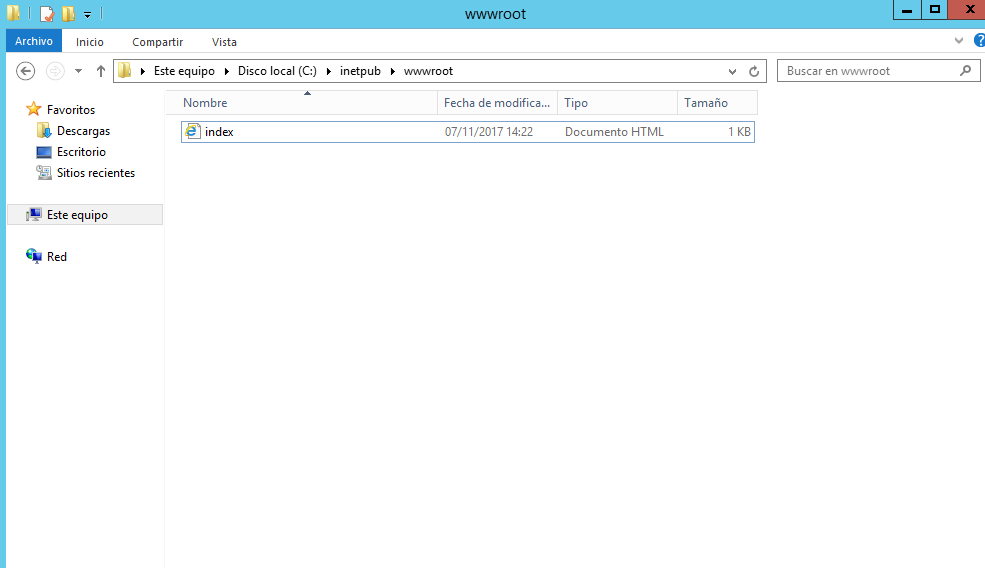 wwwroot
Archivo Inicio Compartir Vista
Este equipo Disco local (C:) inetpub wwwroot Buscar en wwwroot
Nombre Fecha de modifica... Tipo Tamaño
index 07/11/2017 14:22 Documento HTML 1 KB
Favoritos
Descargas
Escritorio
Sitios recientes
Este equipo
Red